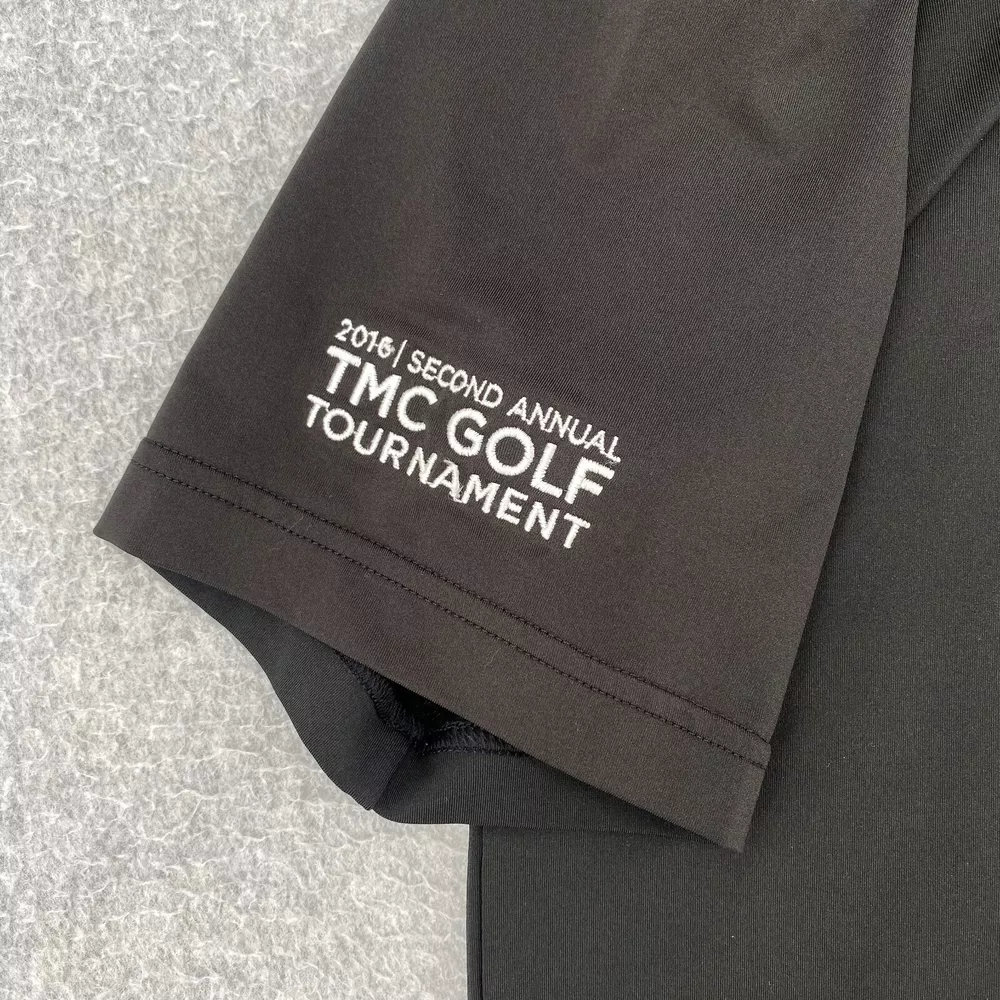 2016 | SECOND ANNUAL
TMC GOLF
TOURNAMENT